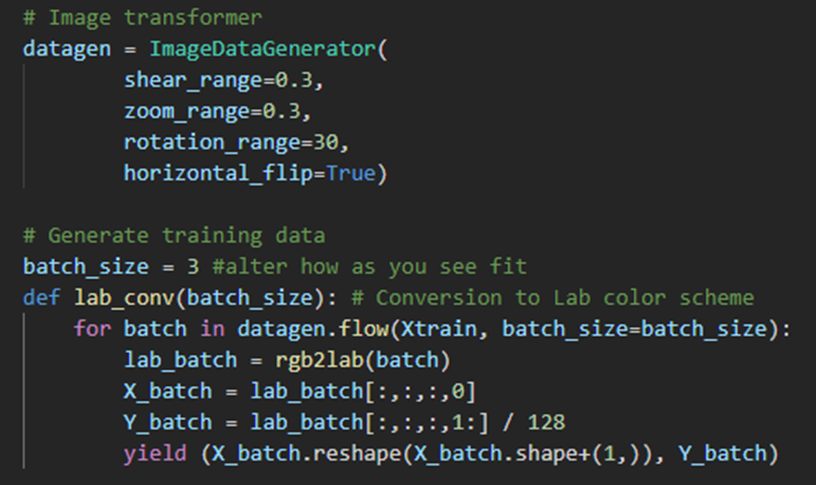 # Image transformer
datagen = ImageDataGenerator(
        shear_range=0.3,
        zoom_range=0.3,
        rotation_range=30,
        horizontal_flip=True)
# Generate training data
batch_size = 3 #alter how as you see fit
def lab_conv(batch_size): # Conversion to Lab color scheme
    for batch in datagen.flow(Xtrain, batch_size=batch_size):
        lab_batch = rgb2lab(batch)
        X_batch = lab_batch[:,:,:,0]
        Y_batch = lab_batch[:,:,:,1:] / 128
        yield (X_batch.reshape(X_batch.shape+(1,)), Y_batch)